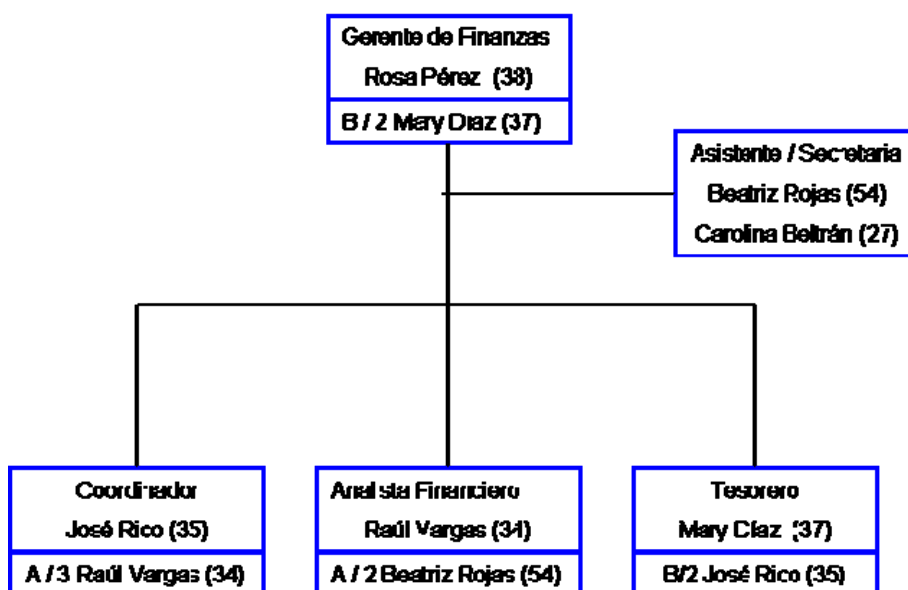 Gerente de Finanzas
Rosa Pérez (38)
B / 2 Mary Díaz (37)
Asistente / Secretaria
Beatriz Rojas (54)
Carolina Beltrán (27)
Coordinador
José Rico (35)
A / 3 Raúl Vargas (34)
Analista Financiero
Raúl Vargas (34)
A / 2 Beatriz Rojas (54)
Tesorero
Mary Díaz (37)
B/2 José Rico (35)